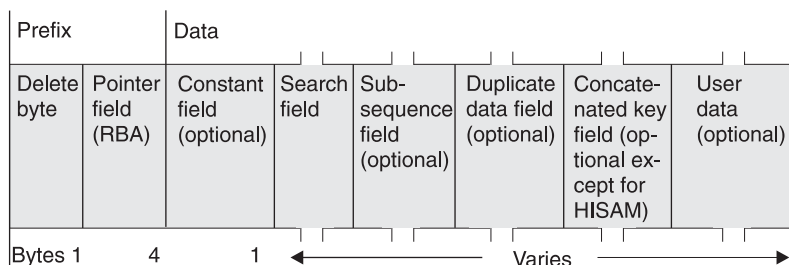 Prefix
Data
Delete
byte
Pointer
field
(RBA)
Constant
field
(optional)
Search
field
Sub-
sequence
field
(optional)
Duplicate
data field
(optional)
Concate-
nated key
field (op-
tional ex-
cept for
HISAM)
User
data
(optional)
Bytes 1 4 1 Varies